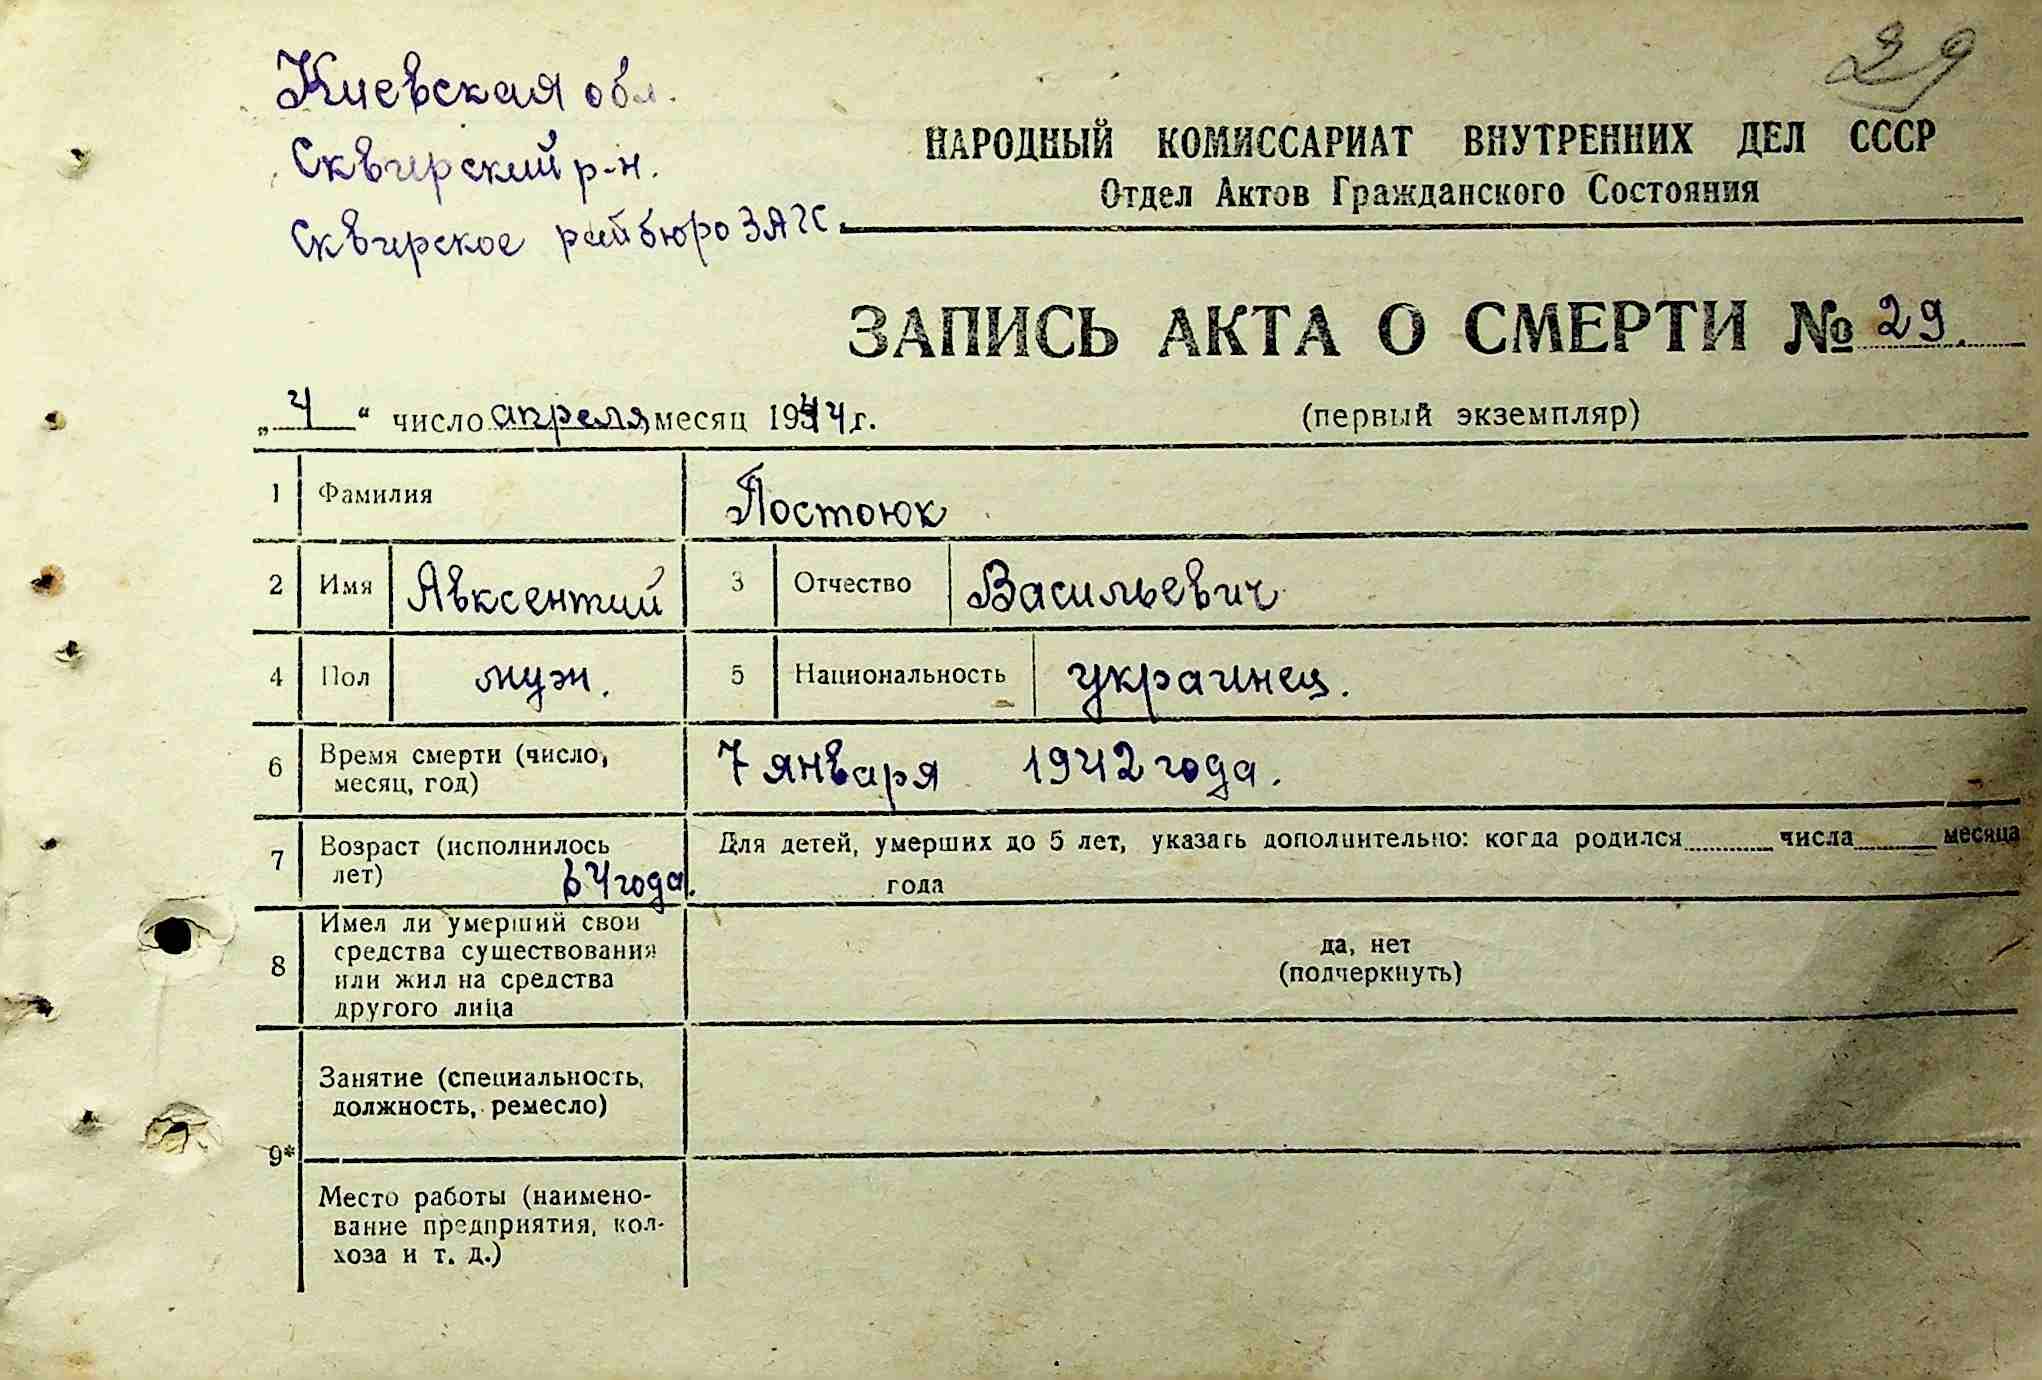 29
Киевская обл.
Сквирский р-н.
Сквирское райбюро ЗАГС
НАРОДНЫЙ КОМИССАРИАТ ВНУТРЕННИХ ДЕЛ СССР
Отдел Актов Гражданского Состояния
ЗАПИСЬ АКТА О СМЕРТИ № 29.
„4“ число апреля месяц 1944 г.
(первый экземпляр)
1 Фамилия Постоюк
2 Имя Авксентий 3 Отчество Васильевич
4 Пол муж. 5 Национальность украинец.
6 Время смерти (число, месяц, год) 7 января 1942 года.
7 Возраст (исполнилось
лет) 64 года.
Для детей, умерших до 5 лет, указать дополнительно: когда родился числа месяца
года
8 Имел ли умерший свои
средства существования
или жил на средства
другого лица
да, нет
(подчеркнуть)
9*
Занятие (специальность,
должность, ремесло)
Место работы (наимено-
вание предприятия, кол-
хоза и т. д.)